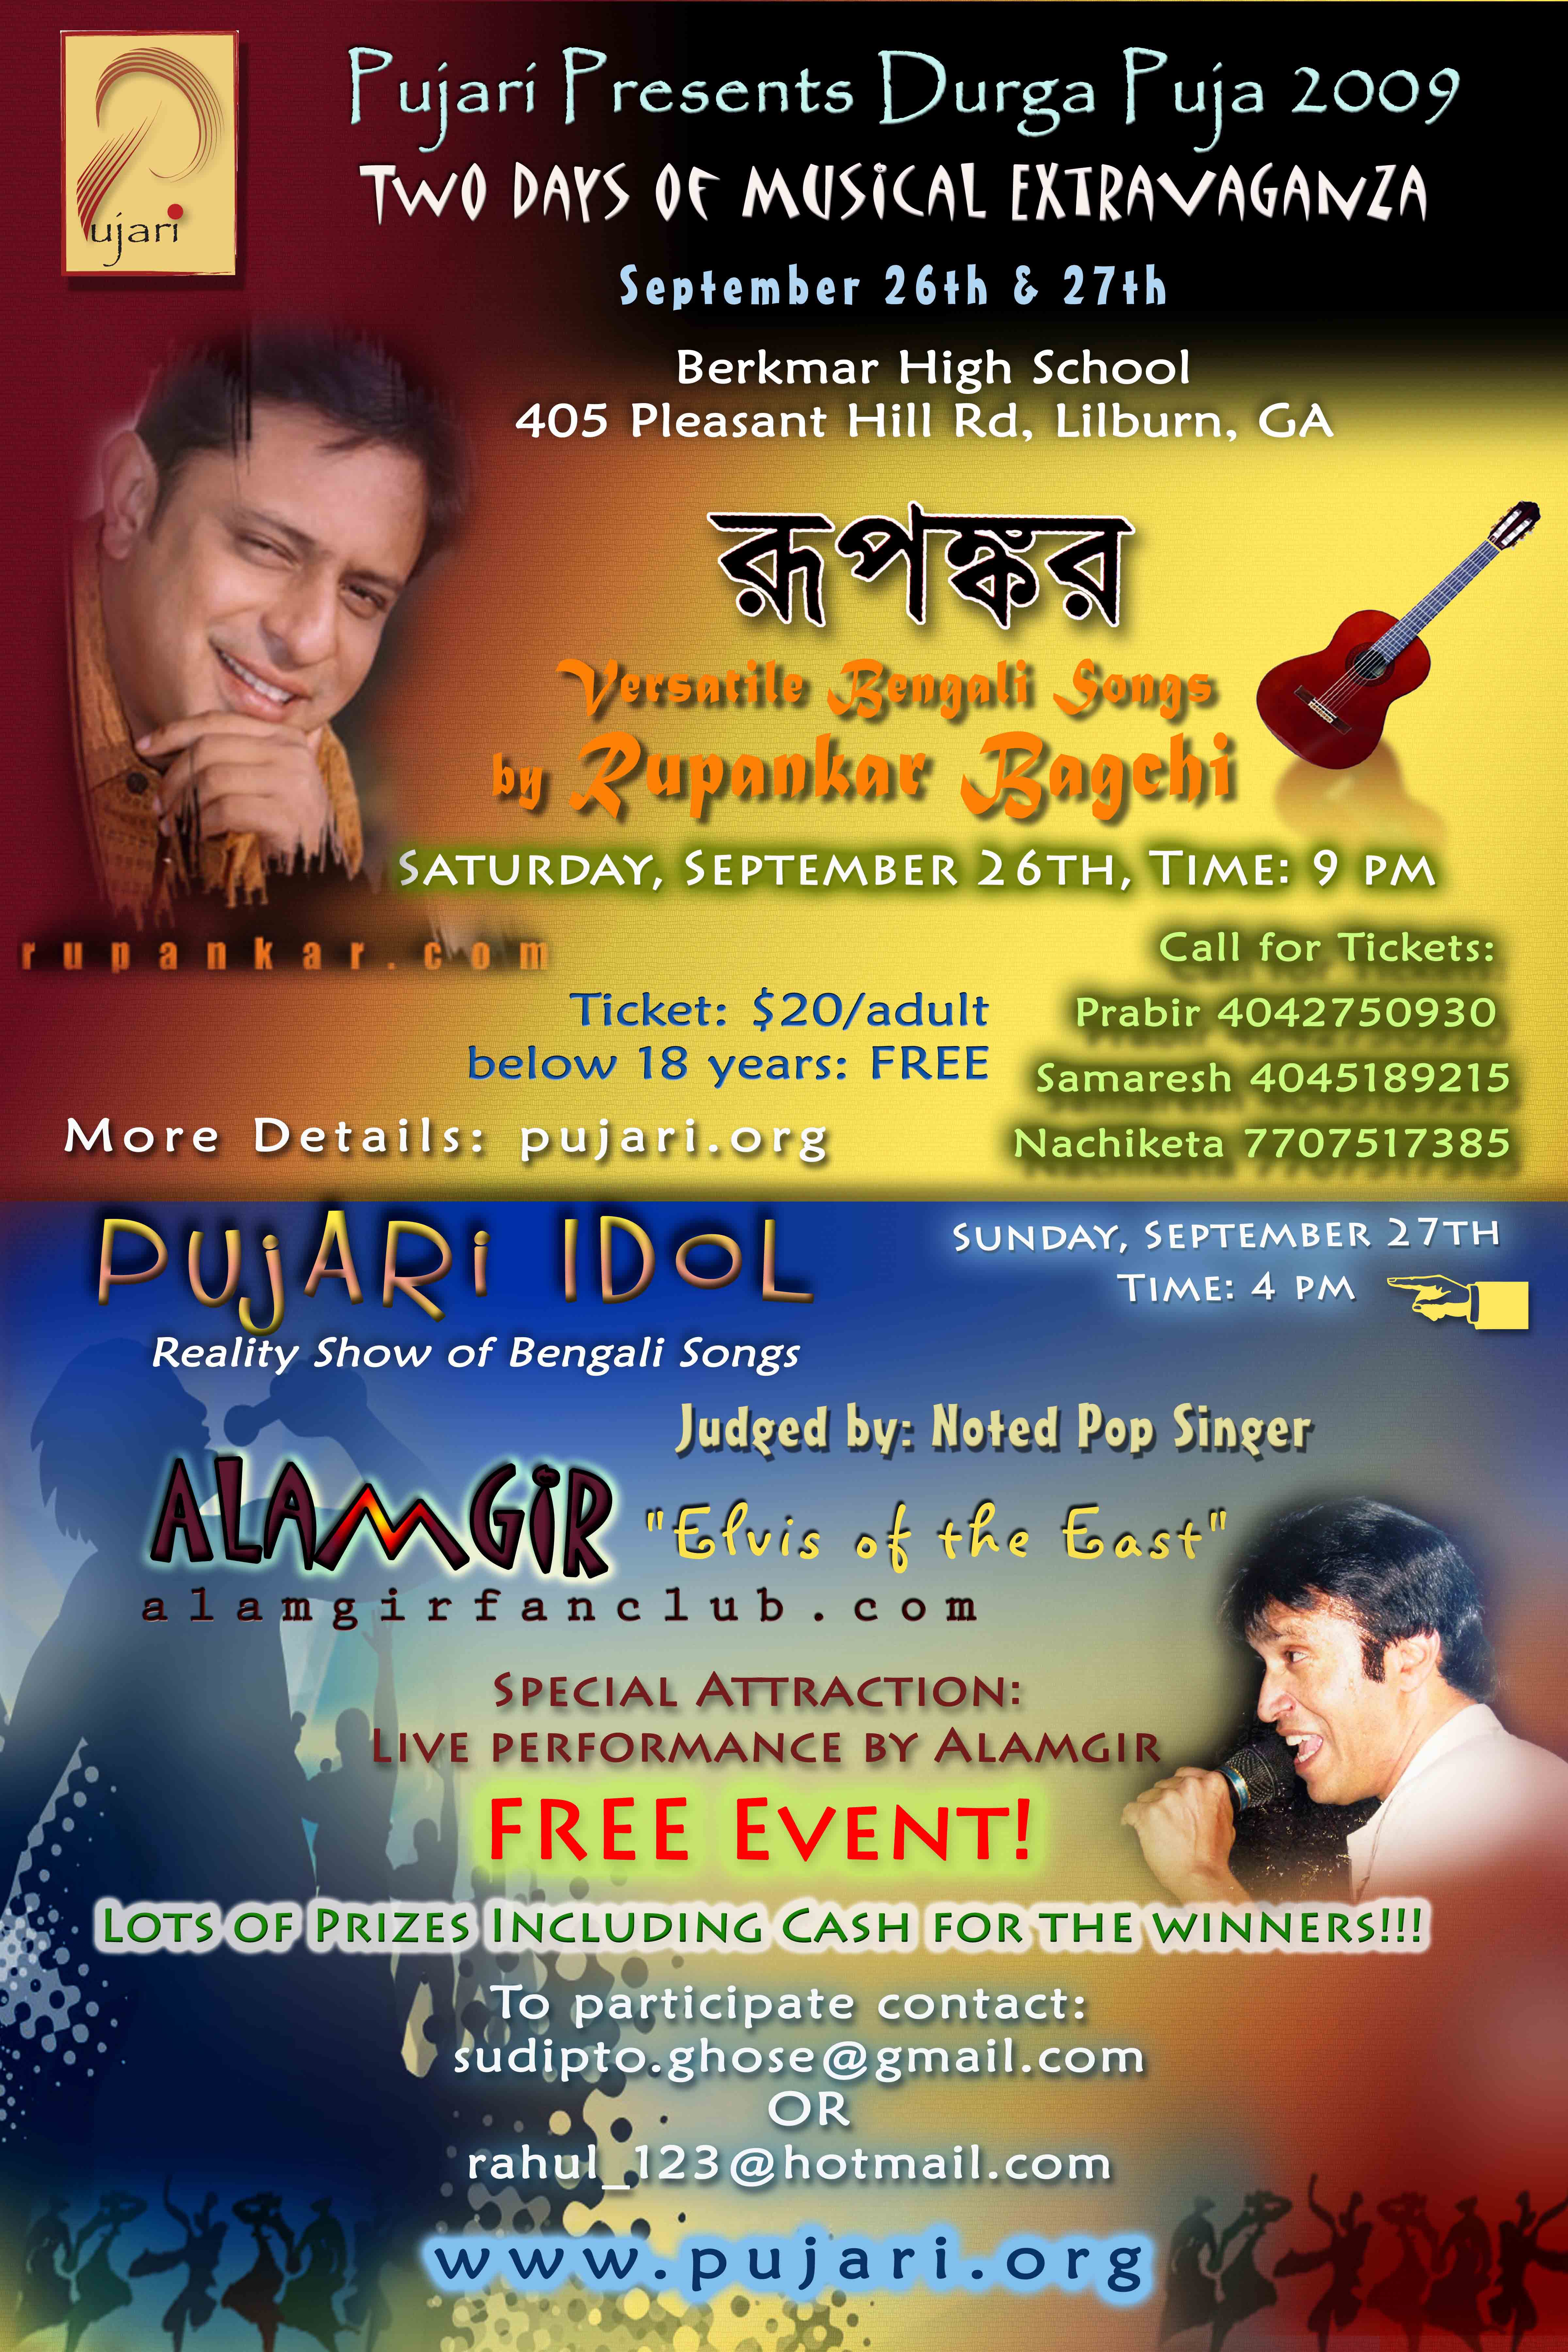 Pujari
Pujari Presents Durga Puja 2009
TWO DAYS OF MUSICAL EXTRAVAGANZA
September 26th & 27th
Berkmar High School
405 Pleasant Hill Rd, Lilburn, GA
রূপঙ্কর
Versatile Bengali Songs
by Rupankar Bagchi
SATURDAY, SEPTEMBER 26TH, TIME: 9 PM
rupankar.com
Call for Tickets:
Ticket: $20/adult
below 18 years: FREE
Prabir 4042750930
Samaresh 4045189215
Nachiketa 7707517385
More Details: pujari.org
PUjARi IDoL
Reality Show of Bengali Songs
SUNDAY, SEPTEMBER 27TH
TIME: 4 PM
Judged by: Noted Pop Singer
ALAMGiR "Elvis of the East"
alamgirfanclub.com
SPECIAL ATTRACTION:
LIVE PERFORMANCE BY ALAMGIR
FREE EVENT!
LOTS OF PRIZES INCLUDING CASH FOR THE WINNERS!!!
To participate contact:
sudipto.ghose@gmail.com
OR
rahul_123@hotmail.com
www.pujari.org